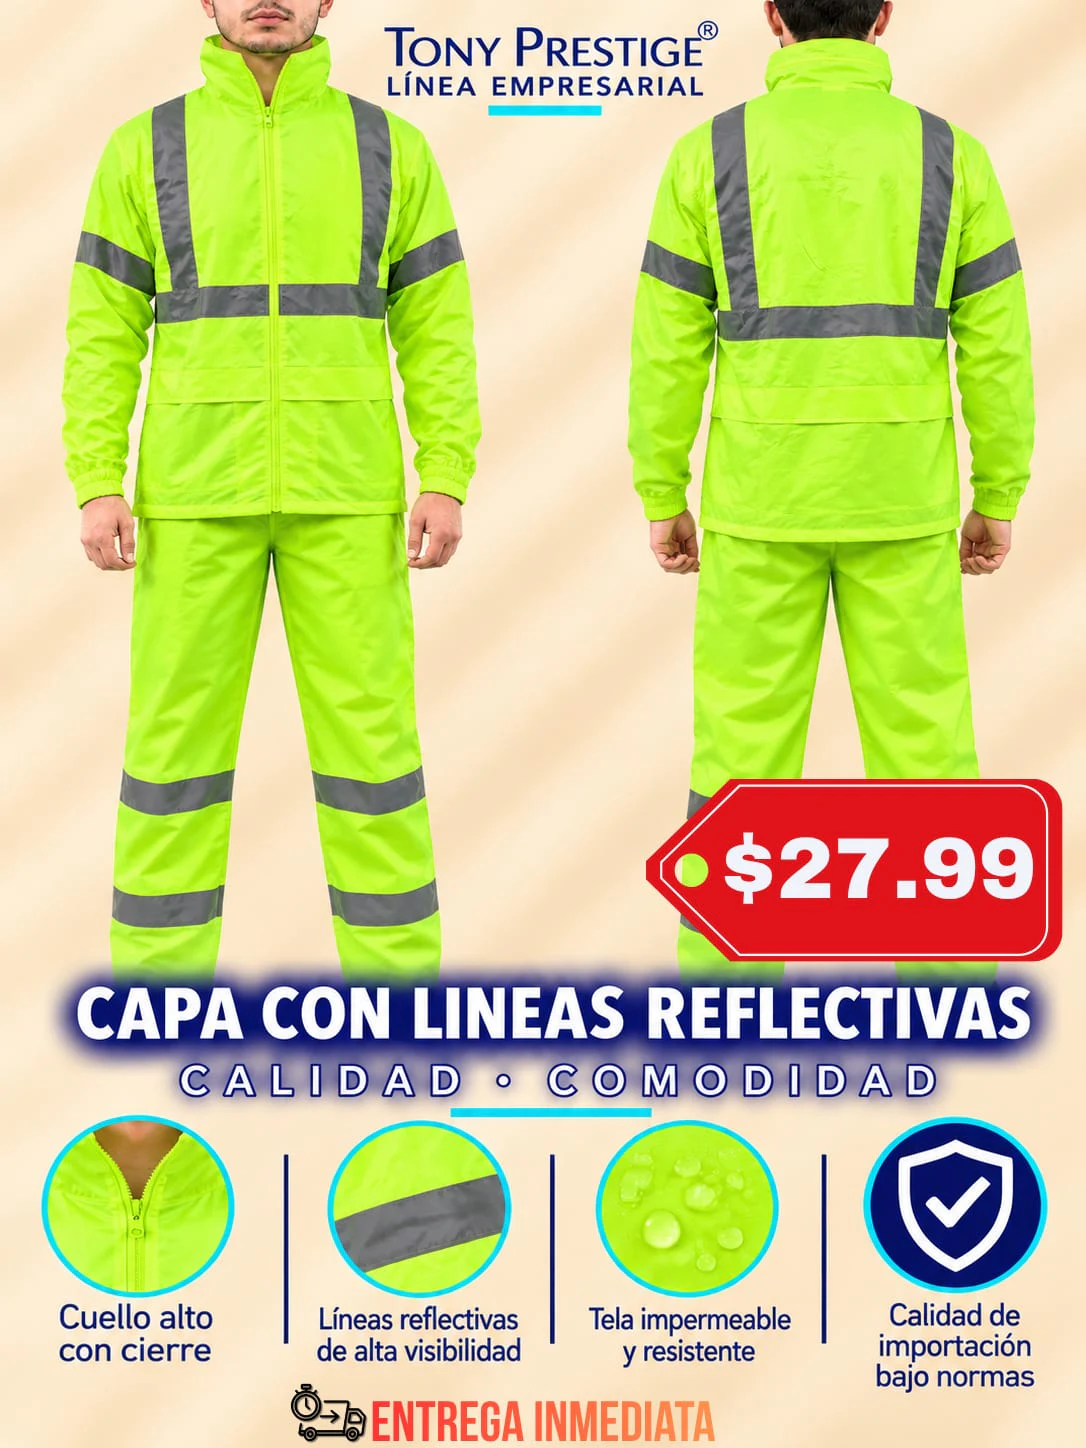 TONY PRESTIGE®
LÍNEA EMPRESARIAL
$27.99
CAPA CON LINEAS REFLECTIVAS
CALIDAD • COMODIDAD
Cuello alto
con cierre
Líneas reflectivas
de alta visibilidad
Tela impermeable
y resistente
Calidad de
importación
bajo normas
ENTREGA INMEDIATA